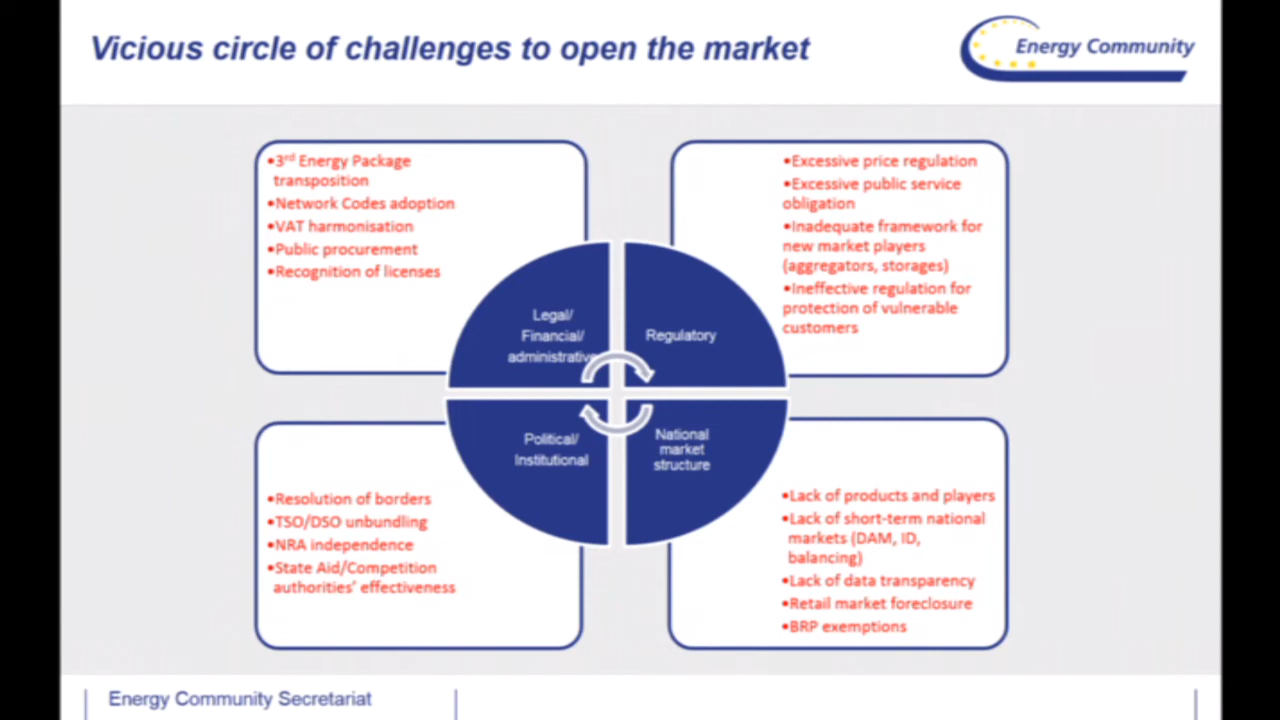 Vicious circle of challenges to open the market
Energy Community
•3rd Energy Package
transposition
•Network Codes adoption
•VAT harmonisation
•Public procurement
•Recognition of licenses
•Excessive price regulation
•Excessive public service
obligation
•Inadequate framework for
new market players
(aggregators, storages)
•Ineffective regulation for
protection of vulnerable
customers
Legal/
Financial/
administrative
Regulatory
Political/
Institutional
National
market
structure
•Resolution of borders
•TSO/DSO unbundling
•NRA independence
•State Aid/Competition
authorities’ effectiveness
•Lack of products and players
•Lack of short-term national
markets (DAM, ID,
balancing)
•Lack of data transparency
•Retail market foreclosure
•BRP exemptions
Energy Community Secretariat